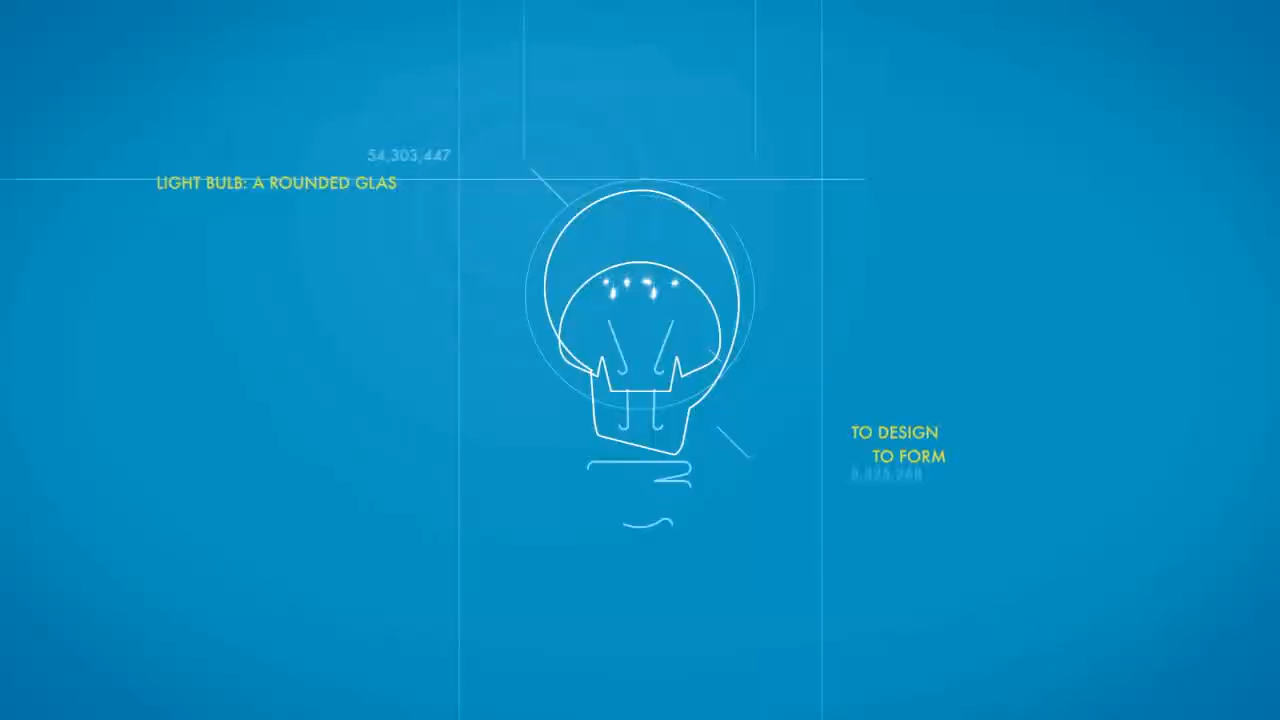 54,303,447
LIGHT BULB: A ROUNDED GLAS
TO DESIGN
TO FORM